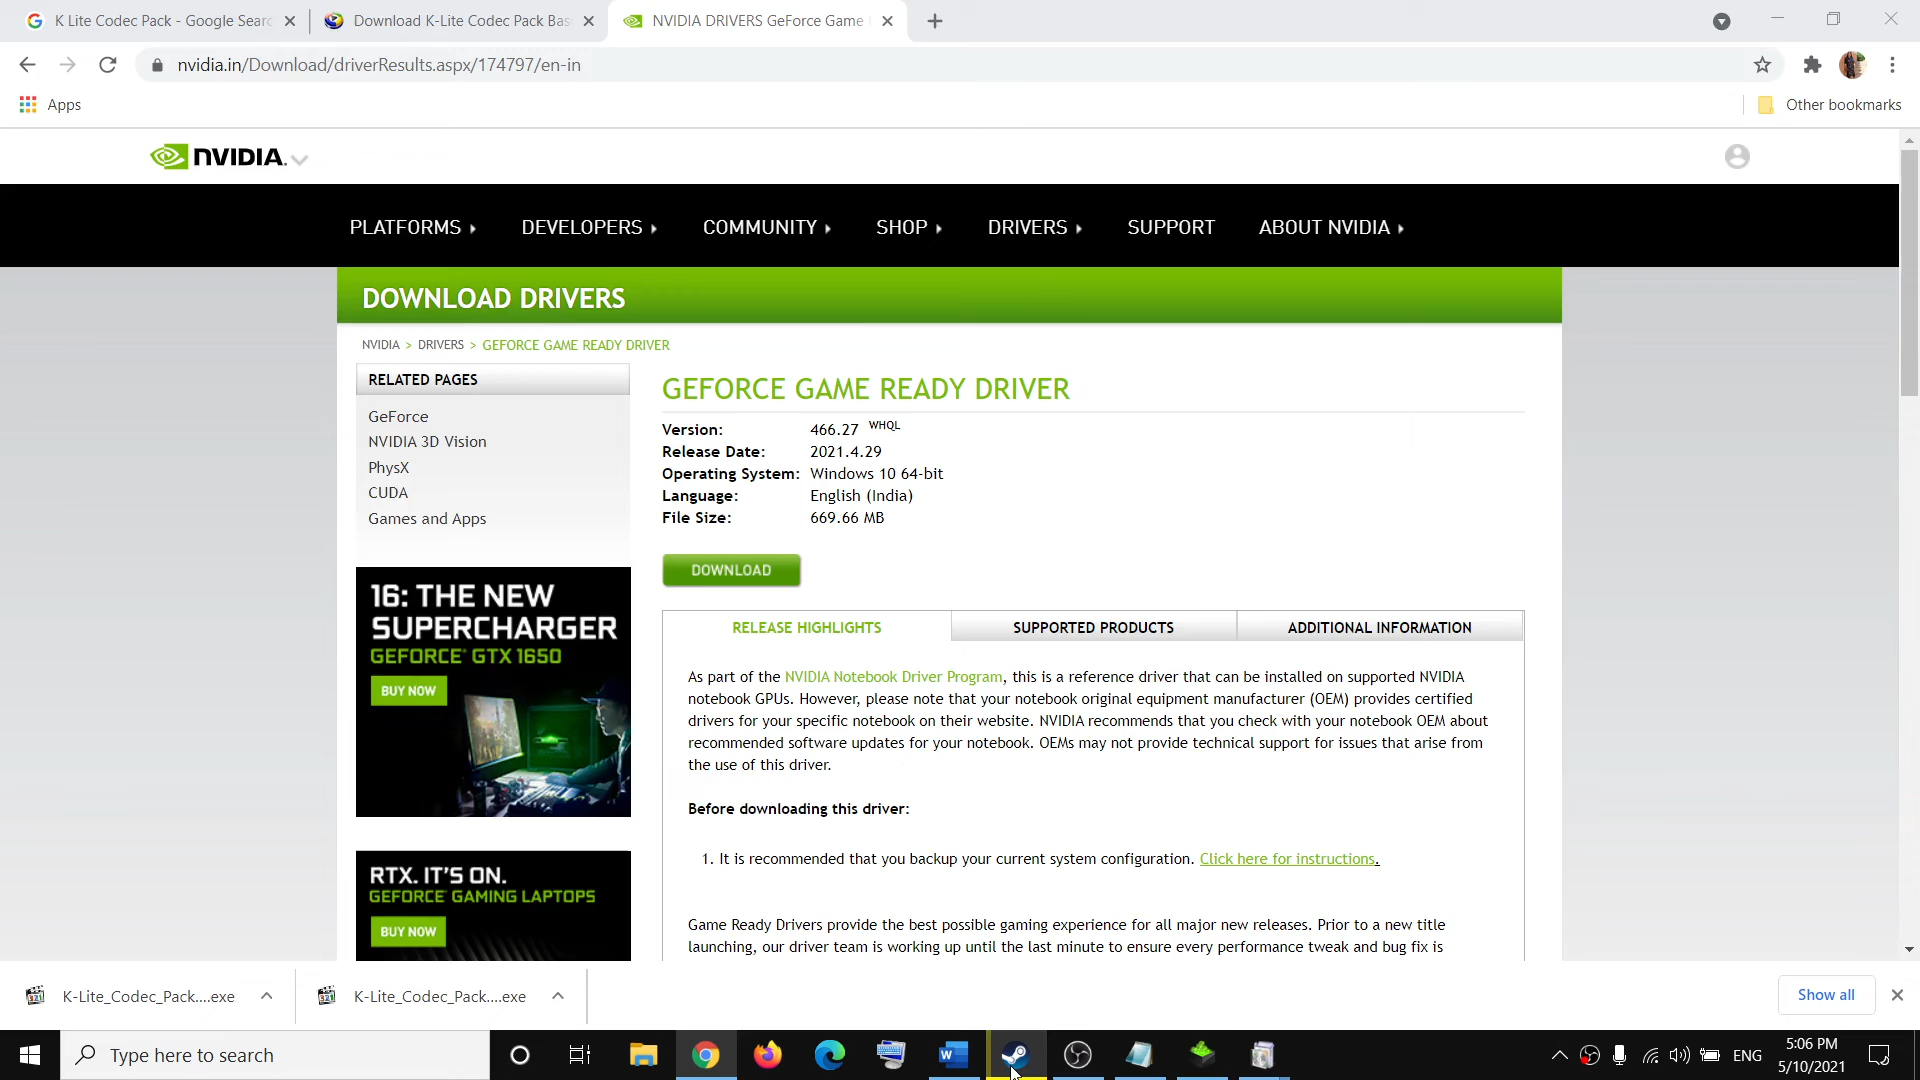 K Lite Codec Pack - Google Searc
Download K-Lite Codec Pack Bas
NVIDIA DRIVERS GeForce Game
nvidia.in/Download/driverResults.aspx/174797/en-in
Apps
Other bookmarks
NVIDIA.
PLATFORMS
DEVELOPERS
COMMUNITY
SHOP
DRIVERS
SUPPORT
ABOUT NVIDIA
DOWNLOAD DRIVERS
NVIDIA > DRIVERS > GEFORCE GAME READY DRIVER
RELATED PAGES
GeForce
NVIDIA 3D Vision
PhysX
CUDA
Games and Apps
16: THE NEW
SUPERCHARGER
GEFORCE® GTX 1650
BUY NOW
RTX. IT'S ON.
GEFORCE® GAMING LAPTOPS
BUY NOW
GEFORCE GAME READY DRIVER
Version: 466.27 WHQL
Release Date: 2021.4.29
Operating System: Windows 10 64-bit
Language: English (India)
File Size: 669.66 MB
DOWNLOAD
RELEASE HIGHLIGHTS
SUPPORTED PRODUCTS
ADDITIONAL INFORMATION
As part of the NVIDIA Notebook Driver Program, this is a reference driver that can be installed on supported NVIDIA
notebook GPUs. However, please note that your notebook original equipment manufacturer (OEM) provides certified
drivers for your specific notebook on their website. NVIDIA recommends that you check with your notebook OEM about
recommended software updates for your notebook. OEMs may not provide technical support for issues that arise from
the use of this driver.
Before downloading this driver:
1. It is recommended that you backup your current system configuration. Click here for instructions.
Game Ready Drivers provide the best possible gaming experience for all major new releases. Prior to a new title
launching, our driver team is working up until the last minute to ensure every performance tweak and bug fix is
K-Lite_Codec_Pack....exe
K-Lite_Codec_Pack....exe
Show all
Type here to search
ENG
5:06 PM
5/10/2021